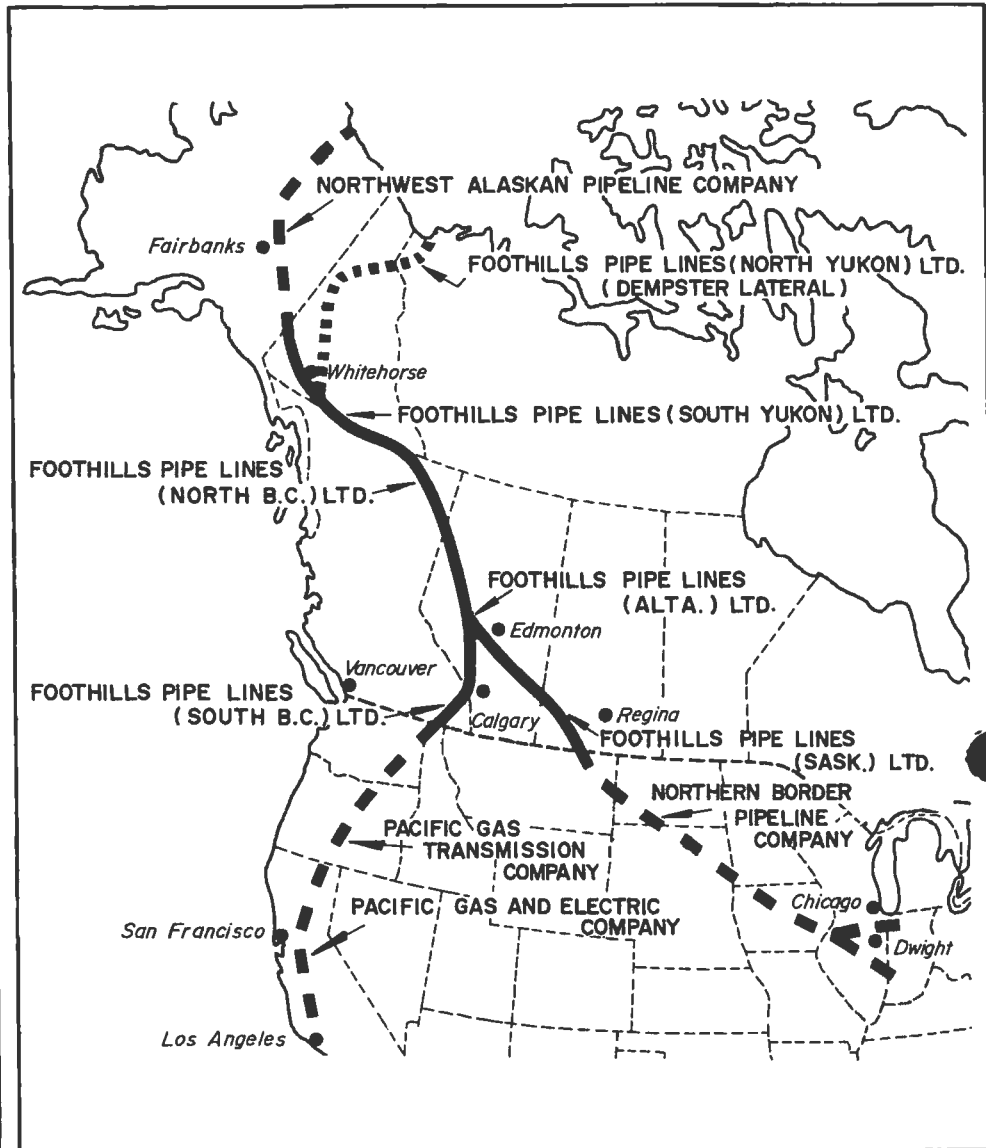 NORTHWEST ALASKAN PIPELINE COMPANY
Fairbanks
FOOTHILLS PIPE LINES (NORTH YUKON) LTD.
(DEMPSTER LATERAL)
Whitehorse
FOOTHILLS PIPE LINES (SOUTH YUKON) LTD.
FOOTHILLS PIPE LINES
(NORTH B.C.) LTD.
FOOTHILLS PIPE LINES
(ALTA.) LTD.
Edmonton
Vancouver
FOOTHILLS PIPE LINES
(SOUTH B.C.) LTD.
Calgary
Regina
FOOTHILLS PIPE LINES
(SASK.) LTD.
NORTHERN BORDER
PIPELINE
COMPANY
PACIFIC GAS
TRANSMISSION
COMPANY
Chicago
PACIFIC GAS AND ELECTRIC
COMPANY
San Francisco
Dwight
Los Angeles